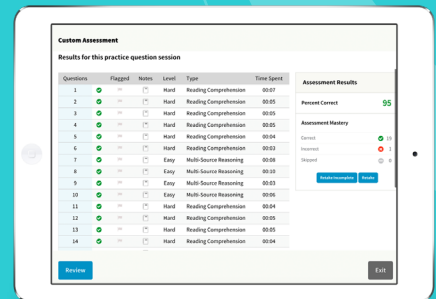 Custom Assessment
Results for this practice question session
Questions Flagged Notes Level Type Time Spent
1 Hard Reading Comprehension 00:07
2 Hard Reading Comprehension 00:05
3 Hard Reading Comprehension 00:05
4 Hard Reading Comprehension 00:05
5 Hard Reading Comprehension 00:04
6 Hard Reading Comprehension 00:03
7 Easy Multi-Source Reasoning 00:08
8 Easy Multi-Source Reasoning 00:10
9 Easy Multi-Source Reasoning 00:03
10 Easy Multi-Source Reasoning 00:06
11 Hard Reading Comprehension 00:04
12 Hard Reading Comprehension 00:05
13 Hard Reading Comprehension 00:05
14 Hard Reading Comprehension 00:04
Assessment Results
Percent Correct 95
Assessment Mastery
Correct 19
Incorrect 1
Skipped 0
Retake Incomplete Retake
Review
Exit